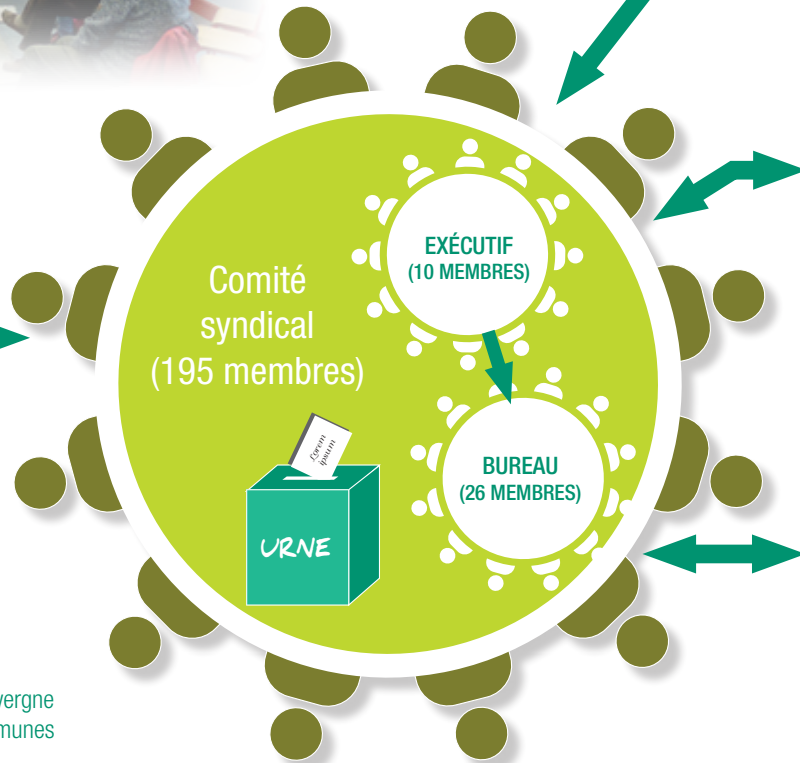 EXÉCUTIF
(10 MEMBRES)
Comité
syndical
(195 membres)
Lorem
ipsum
BUREAU
(26 MEMBRES)
URNE
vergne
munes